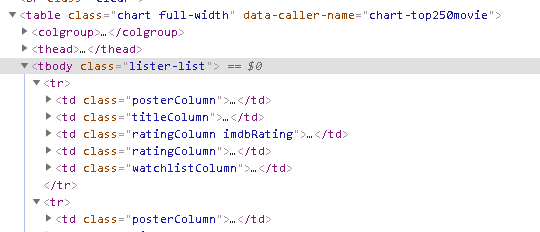 <table class="chart full-width" data-caller-name="chart-top250movie">
<colgroup>…</colgroup>
<thead>…</thead>
<tbody class="lister-list"> == $0
<tr>
<td class="posterColumn">…</td>
<td class="titleColumn">…</td>
<td class="ratingColumn imdbRating">…</td>
<td class="ratingColumn">…</td>
<td class="watchlistColumn">…</td>
</tr>
<tr>
<td class="posterColumn">…</td>